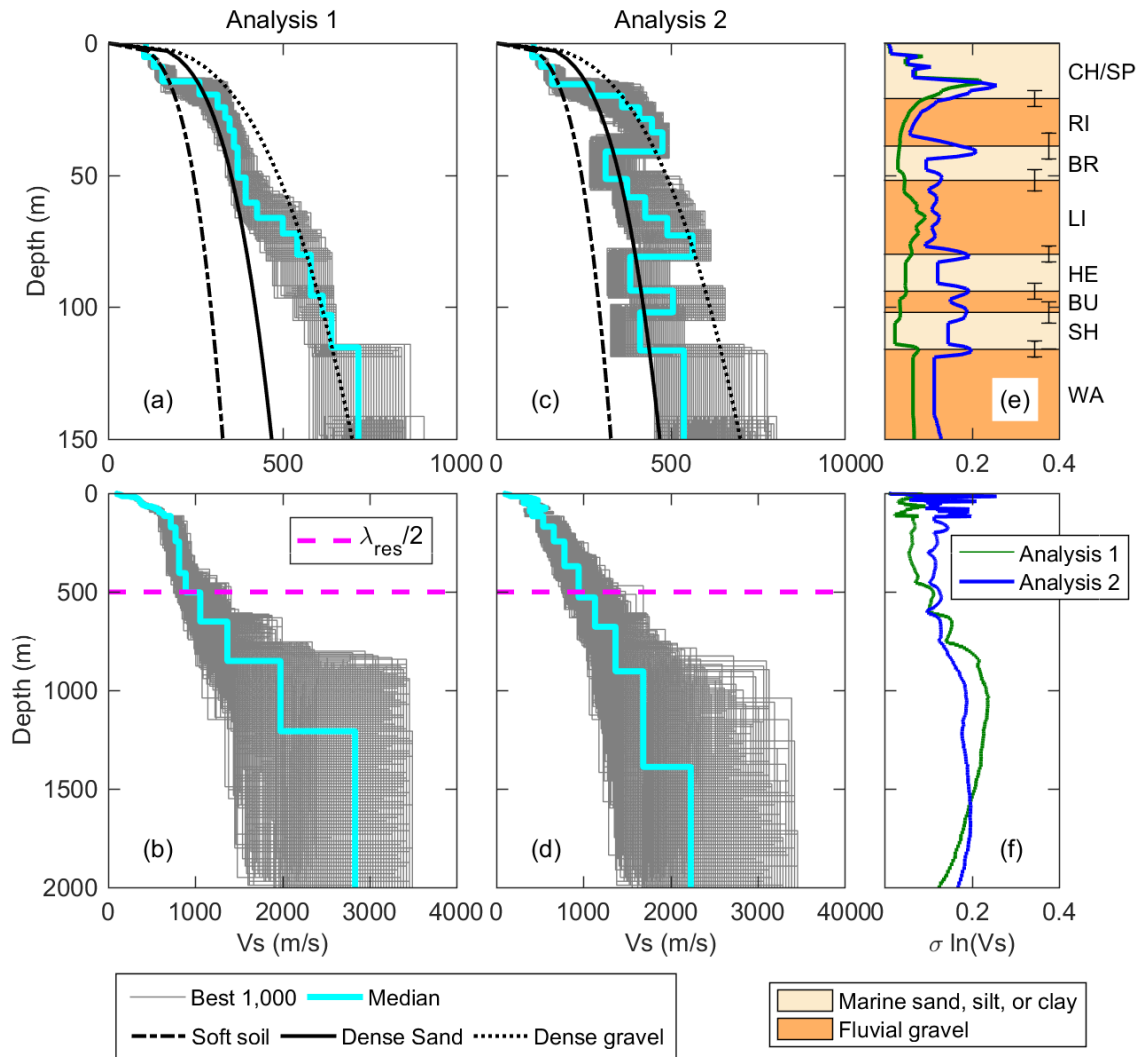 Analysis 1
Analysis 2
0
50
100
150
Depth (m)
(a)
(c)
(e)
CH/SP
RI
BR
LI
HE
BU
SH
WA
0
500
1000
0
500
1000
0
0.2
0.4
0
500
1000
1500
2000
Depth (m)
λres/2
(b)
(d)
(f)
Analysis 1
Analysis 2
0
1000
2000
3000
4000
0
1000
2000
3000
4000
0
0.2
0.4
Vs (m/s)
Vs (m/s)
σ ln(Vs)
Best 1,000
Median
Soft soil
Dense Sand
Dense gravel
Marine sand, silt, or clay
Fluvial gravel